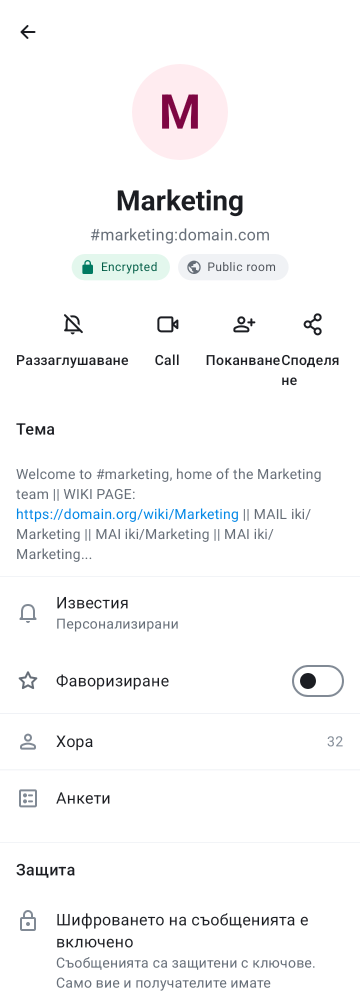 M
Marketing
#marketing:domain.com
Encrypted
Public room
Раззаглушаване
Call
Поканване
Споделя
не
Тема
Welcome to #marketing, home of the Marketing
team || WIKI PAGE:
https://domain.org/wiki/Marketing || MAIL iki/
Marketing || MAI iki/Marketing || MAI iki/
Marketing...
Известия
Персонализирани
Фаворизиране
Хора
32
Анкети
Защита
Шифроването на съобщенията е
включено
Съобщенията са защитени с ключове.
Само вие и получателите имате